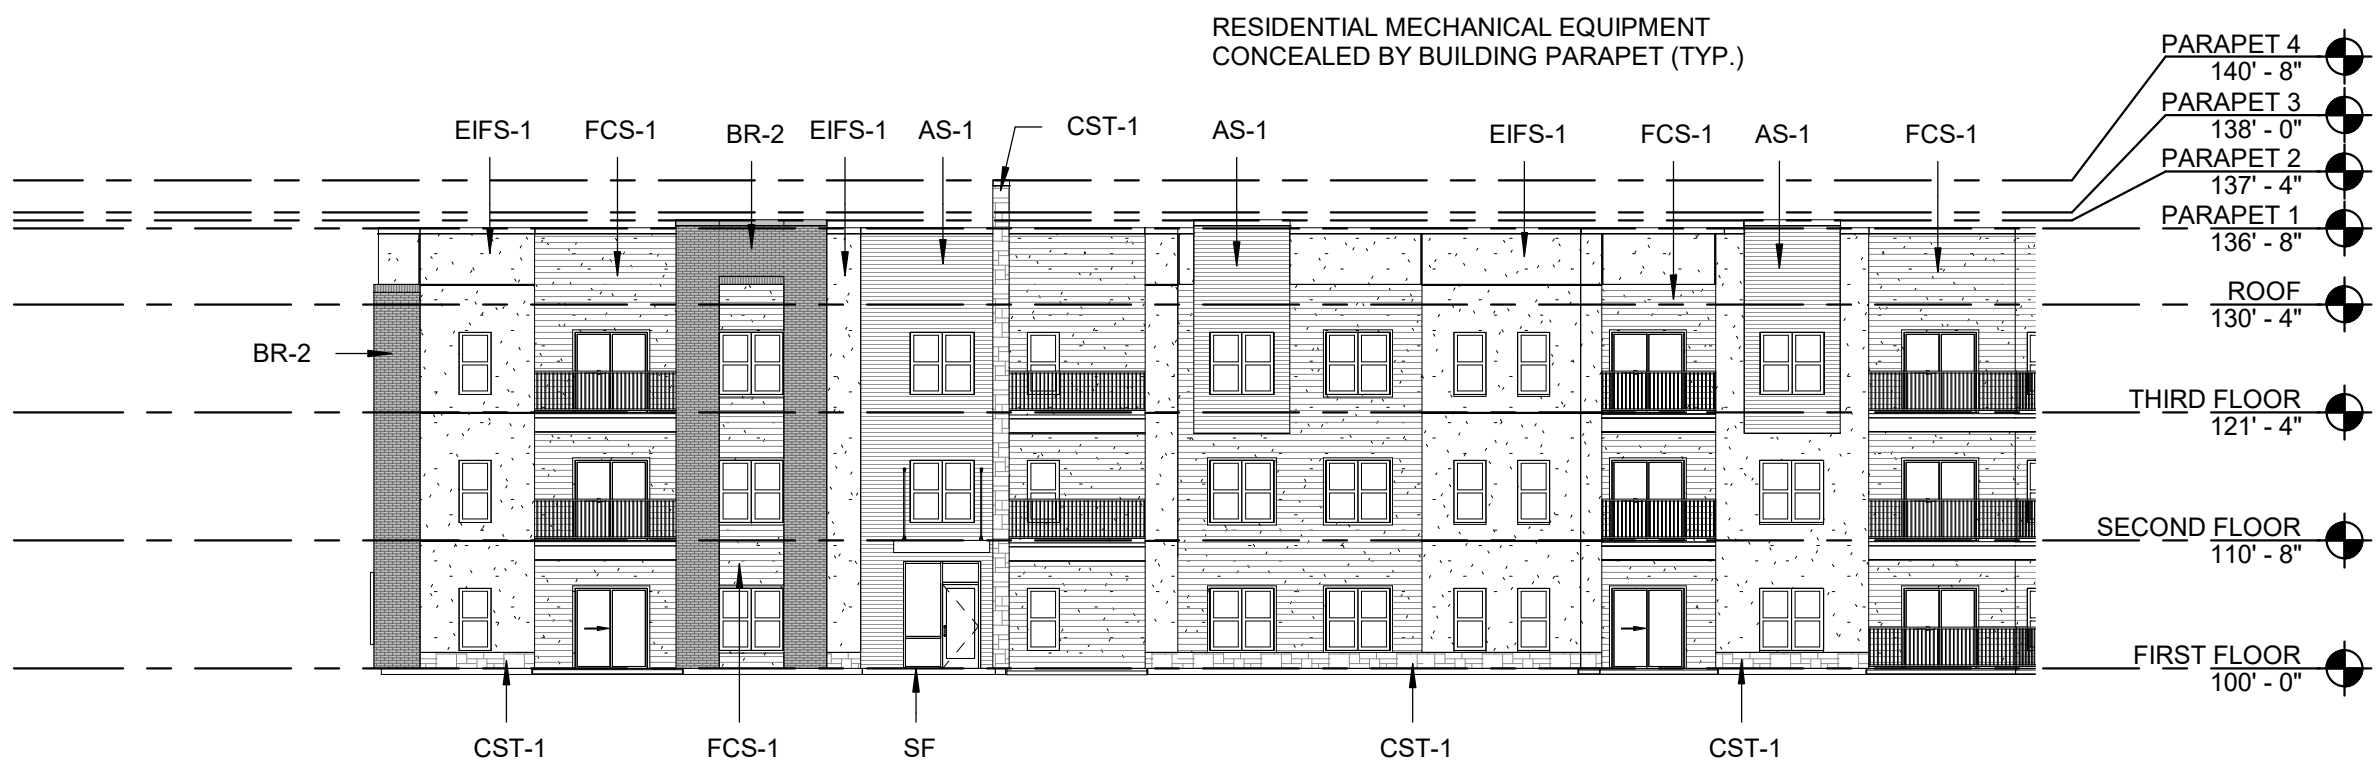 RESIDENTIAL MECHANICAL EQUIPMENT
CONCEALED BY BUILDING PARAPET (TYP.)
PARAPET 4
140' - 8"
PARAPET 3
138' - 0"
PARAPET 2
137' - 4"
PARAPET 1
136' - 8"
ROOF
130' - 4"
THIRD FLOOR
121' - 4"
SECOND FLOOR
110' - 8"
FIRST FLOOR
100' - 0"
EIFS-1
FCS-1
BR-2
EIFS-1
AS-1
CST-1
AS-1
EIFS-1
FCS-1
AS-1
FCS-1
BR-2
CST-1
FCS-1
SF
CST-1
CST-1